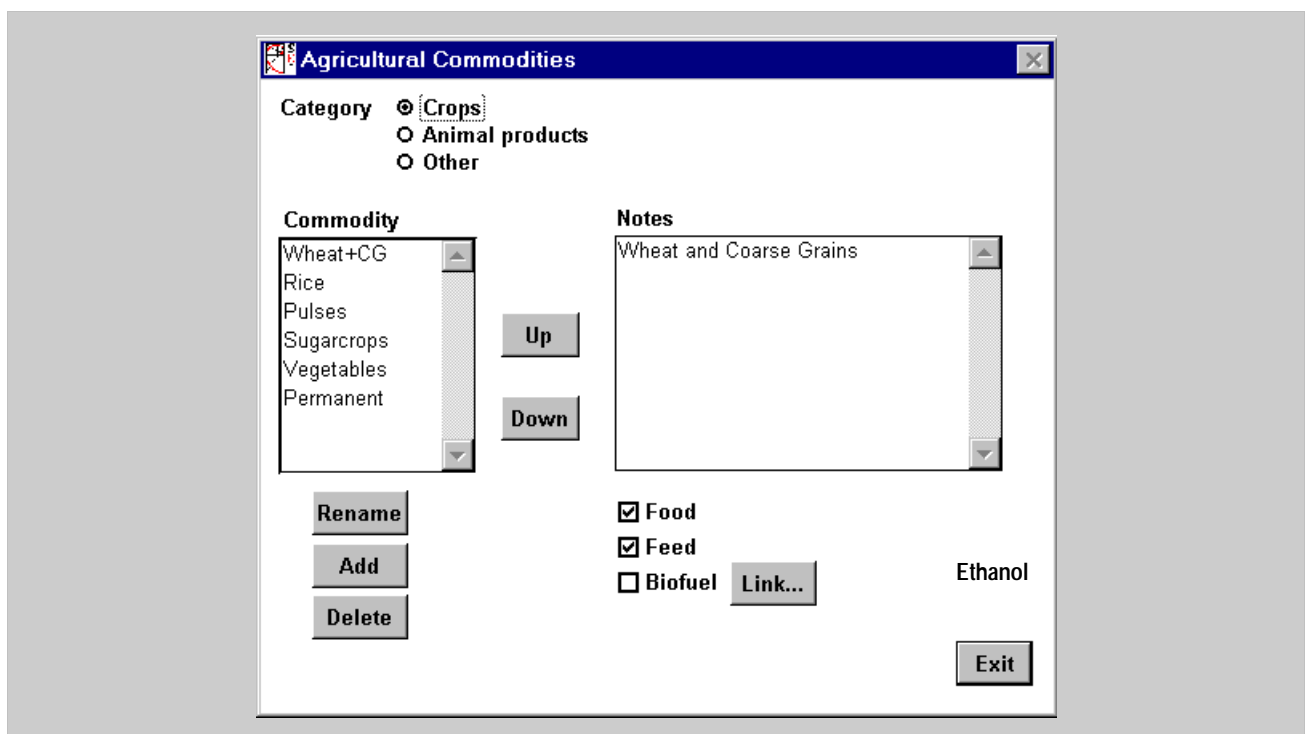 Agricultural Commodities
Category
Crops
Animal products
Other
Commodity
Wheat+CG
Rice
Pulses
Sugarcrops
Vegetables
Permanent
Up
Down
Notes
Wheat and Coarse Grains
Rename
Add
Delete
Food
Feed
Biofuel
Link...
Ethanol
Exit